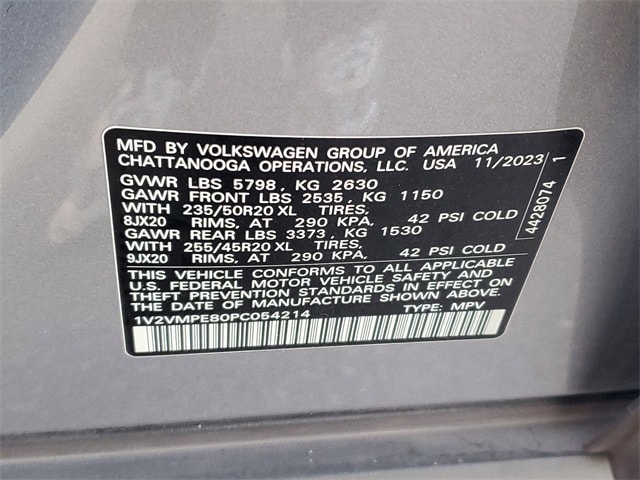 MFD BY VOLKSWAGEN GROUP OF AMERICA
CHATTANOOGA OPERATIONS, LLC. USA 11/2023
GVWR LBS 5798, KG 2630
GAWR FRONT LBS 2535, KG 1150
WITH 235/50R20 XL TIRES,
8JX20 RIMS, AT 290 KPA, 42 PSI COLD
GAWR REAR LBS 3373, KG 1530
WITH 255/45R20 XL TIRES,
9JX20 RIMS, AT 290 KPA, 42 PSI COLD
THIS VEHICLE CONFORMS TO ALL APPLICABLE
U.S. FEDERAL MOTOR VEHICLE SAFETY AND
THEFT PREVENTION STANDARDS IN EFFECT ON
THE DATE OF MANUFACTURE SHOWN ABOVE.
1V2VMPE80PC054214 TYPE: MPV
4428074 1